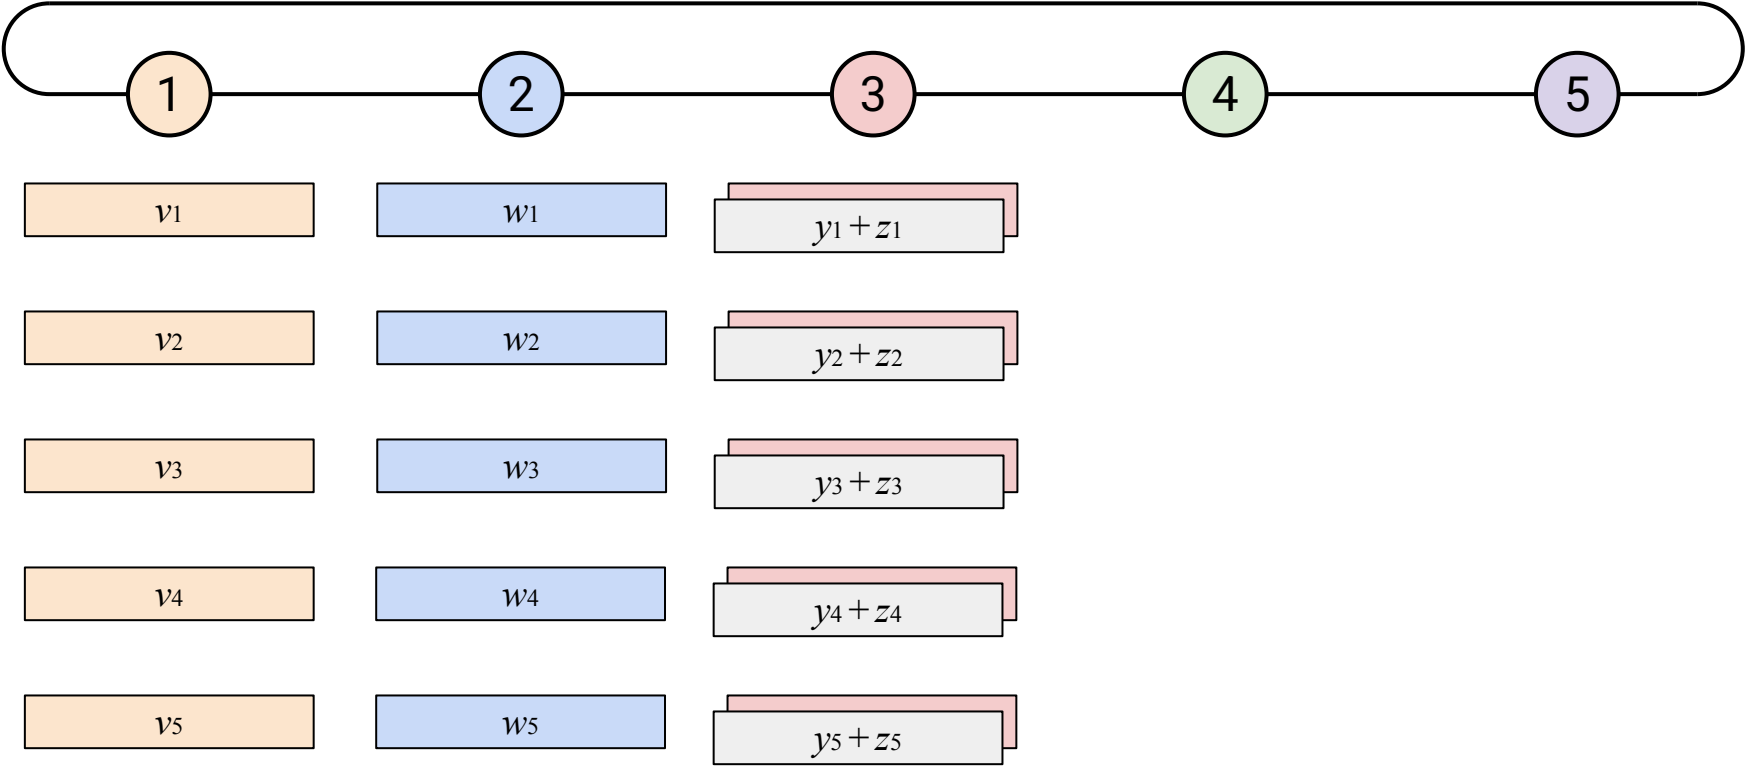 1 2 3 4 5
v1 w1 y1 + z1
v2 w2 y2 + z2
v3 w3 y3 + z3
v4 w4 y4 + z4
v5 w5 y5 + z5